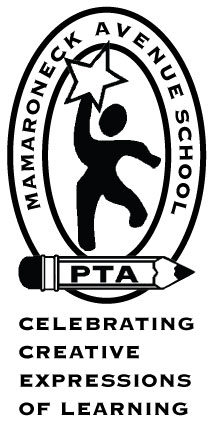 MAMARONECK AVENUE SCHOOL
PTA
CELEBRATING
CREATIVE
EXPRESSIONS
OF LEARNING